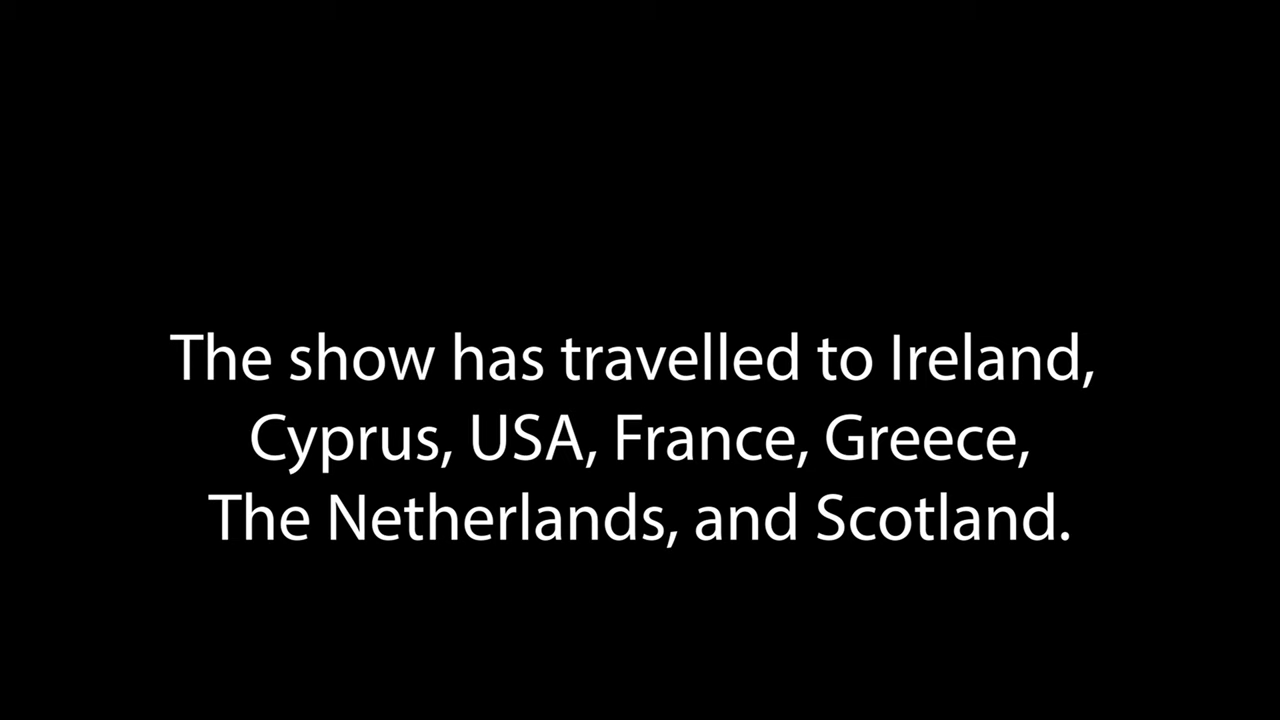 The show has travelled to Ireland,
Cyprus, USA, France, Greece,
The Netherlands, and Scotland.